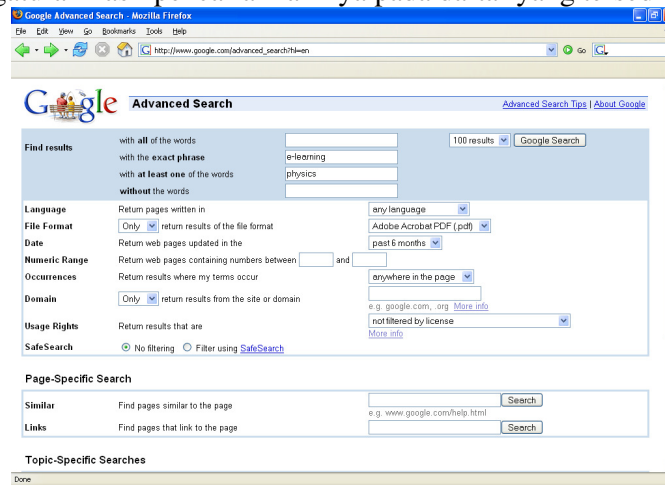 Google Advanced Search - Mozilla Firefox
File Edit View Go Bookmarks Tools Help
http://www.google.com/advanced_search?hl=en Go G
Google Advanced Search Advanced Search Tips | About Google
Find results
with all of the words 100 results Google Search
with the exact phrase e-learning
with at least one of the words physics
without the words
Language Return pages written in any language
File Format Only return results of the file format Adobe Acrobat PDF (.pdf)
Date Return web pages updated in the past 6 months
Numeric Range Return web pages containing numbers between and
Occurrences Return results where my terms occur anywhere in the page
Domain Only return results from the site or domain
e.g. google.com, .org More info
Usage Rights Return results that are not filtered by license
More info
SafeSearch No filtering Filter using SafeSearch
Page-Specific Search
Similar Find pages similar to the page Search
e.g. www.google.com/help.html
Links Find pages that link to the page Search
Topic-Specific Searches
Done